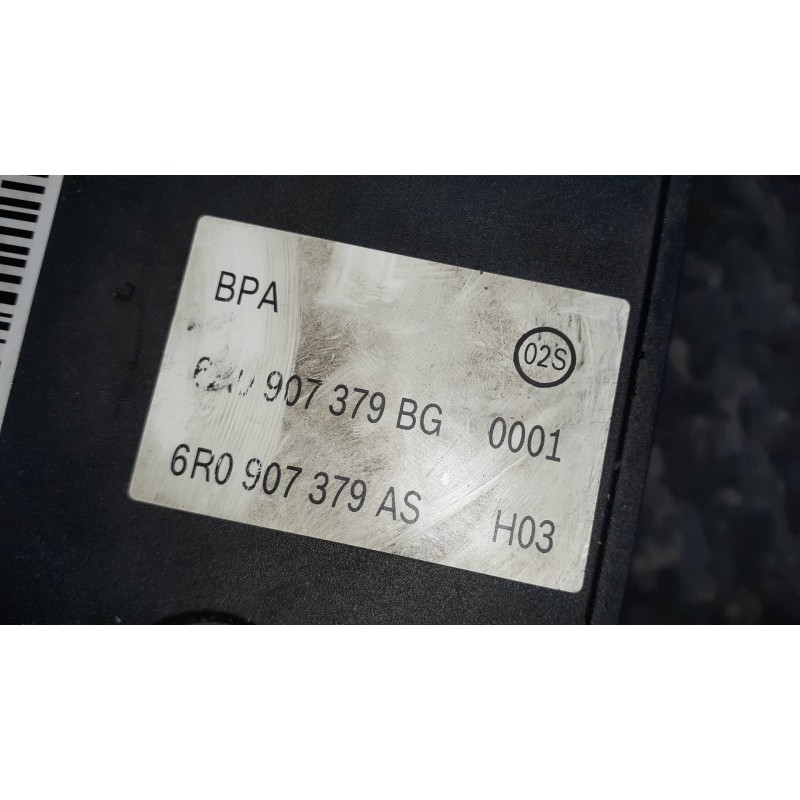 BPA
02S
907 379 BG 0001
6R0 907 379 AS H03